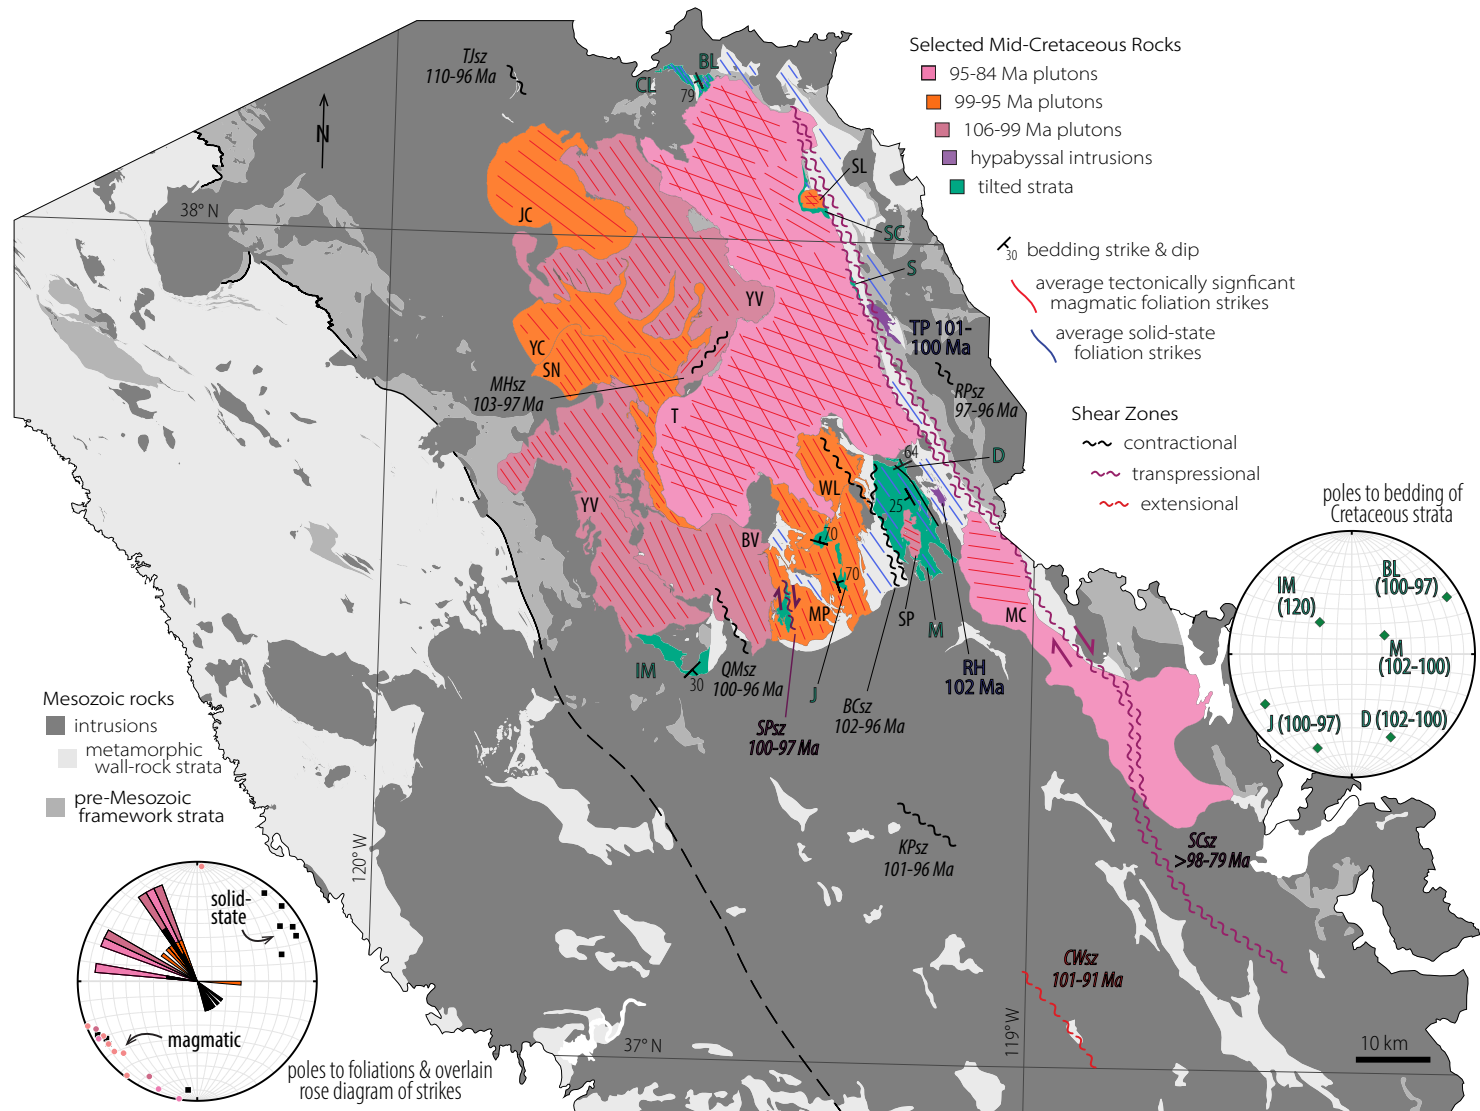 Selected Mid-Cretaceous Rocks
95-84 Ma plutons
99-95 Ma plutons
106-99 Ma plutons
hypabyssal intrusions
tilted strata
30 bedding strike & dip
average tectonically signficant
magmatic foliation strikes
average solid-state
foliation strikes
Shear Zones
contractional
transpressional
extensional
poles to bedding of
Cretaceous strata
IM
(120)
BL
(100-97)
M
(102-100)
J (100-97)
D (102-100)
TJsz
110-96 Ma
N
38° N
CL
BL
79
SL
SC
S
JC
YV
YC
SN
MHsz
103-97 Ma
T
TP 101-
100 Ma
RPsz
97-96 Ma
64
D
WL
25
YV
BV
70
70
MP
SP
M
MC
IM
30
QMsz
100-96 Ma
J
SPsz
100-97 Ma
BCsz
102-96 Ma
RH
102 Ma
Mesozoic rocks
intrusions
metamorphic
wall-rock strata
pre-Mesozoic
framework strata
120° W
KPsz
101-96 Ma
SCsz
>98-79 Ma
CWsz
101-91 Ma
solid-
state
magmatic
poles to foliations & overlain
rose diagram of strikes
37° N
119° W
10 km